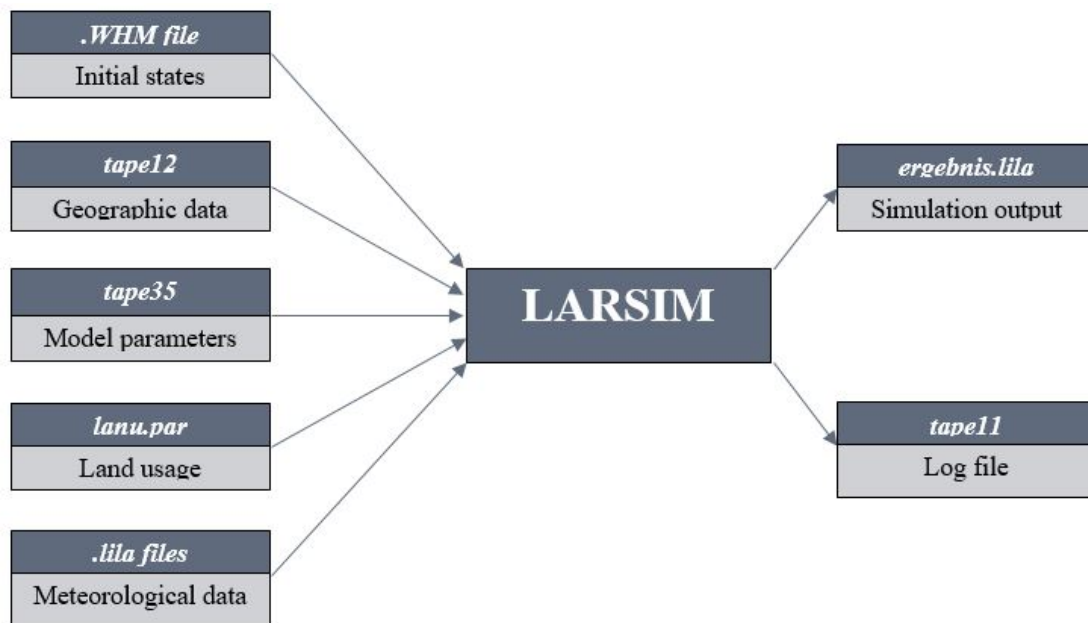 .WHM file
Initial states
tape12
Geographic data
tape35
Model parameters
lanu.par
Land usage
.lila files
Meteorological data
LARSIM
ergebnis.lila
Simulation output
tape11
Log file